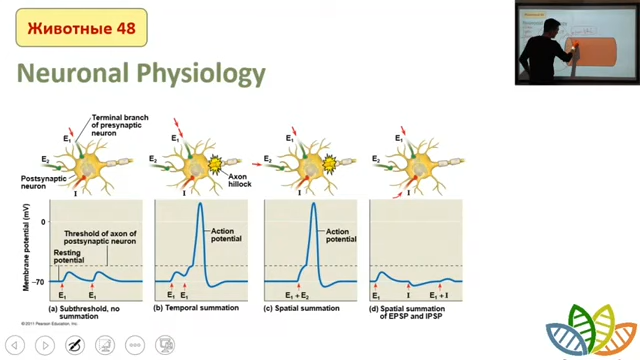 Животные 48
Neuronal Physiology
Terminal branch
of presynaptic
neuron
E1
E2
Postsynaptic
neuron
I
E1
E2
Axon
hillock
I
E1
E2
I
E1
E2
I
Membrane potential (mV)
0
–70
Threshold of axon of
postsynaptic neuron
Resting
potential
E1
E1
Action
potential
E1
E1
Action
potential
E1 + E2
E1
I
E1 + I
(a) Subthreshold, no
summation
(b) Temporal summation
(c) Spatial summation
(d) Spatial summation
of EPSP and IPSP
©2011 Pearson Education, Inc.